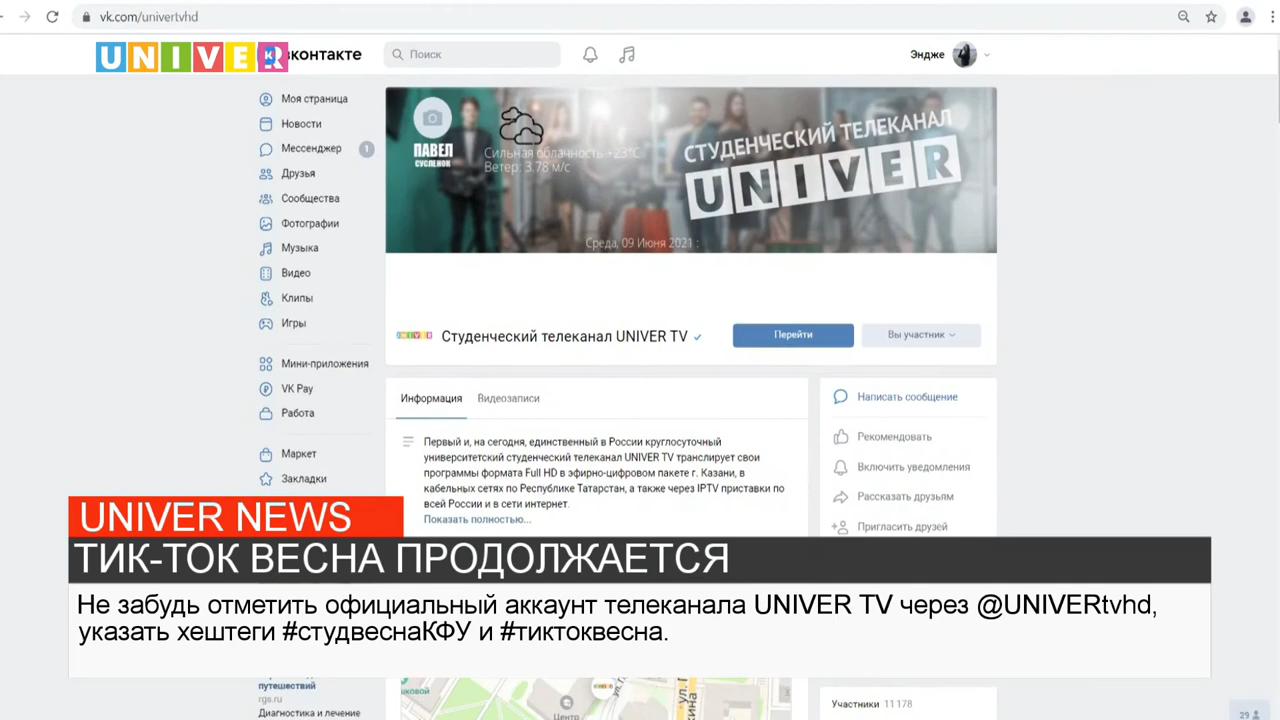 vk.com/univertvhd
UNIVER
контакте
Поиск
Эндже
Моя страница
Новости
Мессенджер
1
Друзья
Сообщества
Фотографии
Музыка
Видео
Клипы
Игры
Мини-приложения
VK Pay
Работа
Маркет
Закладки
ПАВЕЛ
СУСЛЕНОК
Сильная облачность +23°C
Ветер: 3.78 м/с
СТУДЕНЧЕСКИЙ ТЕЛЕКАНАЛ
UNIVER
Среда, 09 Июня 2021 :
UNIVER
Студенческий телеканал UNIVER TV
Перейти
Вы участник
Информация
Видеозаписи
Первый и, на сегодня, единственный в России круглосуточный
университетский студенческий телеканал UNIVER TV транслирует свои
программы формата Full HD в эфирно-цифровом пакете г. Казани, в
кабельных сетях по Республике Татарстан, а также через IPTV приставки по
всей России и в сети интернет.
Показать полностью...
Написать сообщение
Рекомендовать
Включить уведомления
Рассказать друзьям
Пригласить друзей
UNIVER NEWS
ТИК-ТОК ВЕСНА ПРОДОЛЖАЕТСЯ
Не забудь отметить официальный аккаунт телеканала UNIVER TV через @UNIVERtvhd,
указать хештеги #студвеснаКФУ и #тиктоквесна.
путешествий
rgs.ru
Диагностика и лечение
Центр
Участники 11 178
29